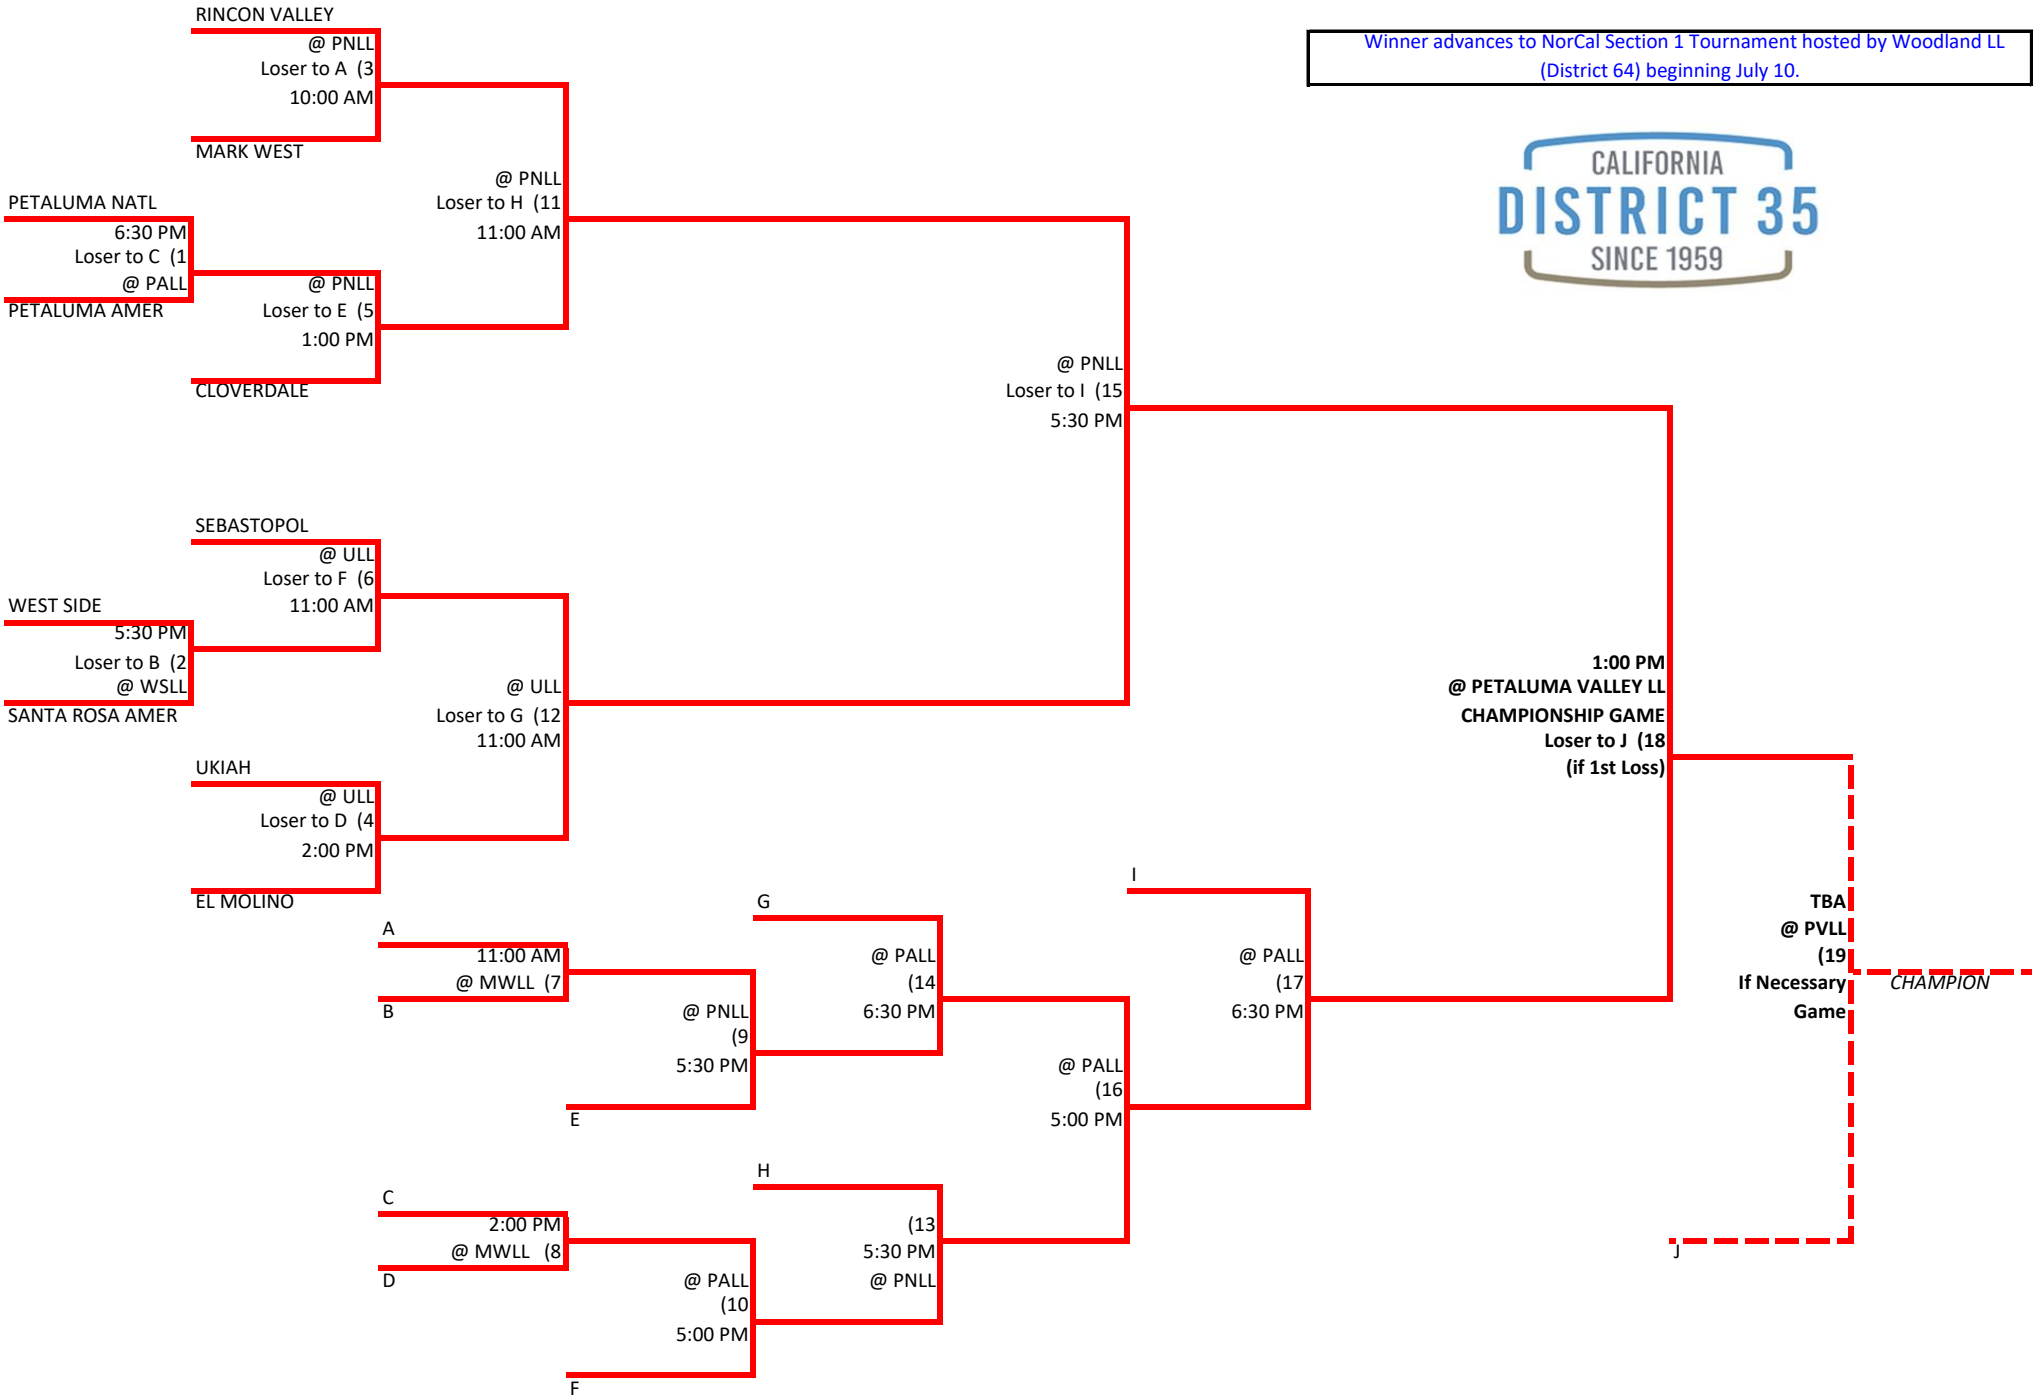 RINCON VALLEY
@ PNLL
Loser to A (3
10:00 AM
MARK WEST
Winner advances to NorCal Section 1 Tournament hosted by Woodland LL
(District 64) beginning July 10.
CALIFORNIA
DISTRICT 35
SINCE 1959
@ PNLL
Loser to H (11
11:00 AM
PETALUMA NATL
6:30 PM
Loser to C (1
@ PALL
PETALUMA AMER
@ PNLL
Loser to E (5
1:00 PM
CLOVERDALE
@ PNLL
Loser to I (15
5:30 PM
SEBASTOPOL
@ ULL
Loser to F (6
11:00 AM
WEST SIDE
5:30 PM
Loser to B (2
@ WSLL
SANTA ROSA AMER
@ ULL
Loser to G (12
11:00 AM
1:00 PM
@ PETALUMA VALLEY LL
CHAMPIONSHIP GAME
Loser to J (18
(if 1st Loss)
UKIAH
@ ULL
Loser to D (4
2:00 PM
EL MOLINO
A
11:00 AM
@ MWLL (7
B
G
@ PALL
(14
6:30 PM
I
@ PALL
(17
6:30 PM
TBA
@ PVLL
(19
If Necessary
Game
CHAMPION
@ PNLL
(9
5:30 PM
E
@ PALL
(16
5:00 PM
H
(13
5:30 PM
@ PNLL
C
2:00 PM
@ MWLL (8
D
@ PALL
(10
5:00 PM
F
J